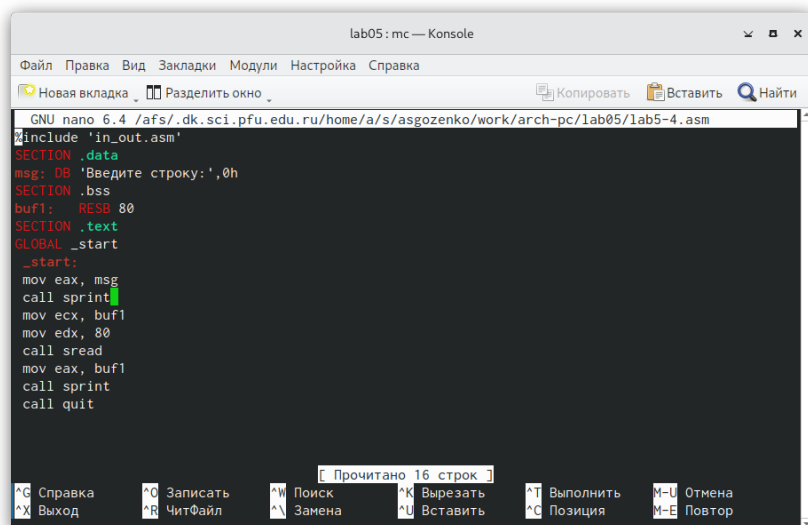 lab05 : mc — Konsole
Файл Правка Вид Закладки Модули Настройка Справка
Новая вкладка Разделить окно Копировать Вставить Найти
GNU nano 6.4 /afs/.dk.sci.pfu.edu.ru/home/a/s/asgozenko/work/arch-pc/lab05/lab5-4.asm
%include 'in_out.asm'
SECTION .data
msg: DB 'Введите строку:',0h
SECTION .bss
buf1: RESB 80
SECTION .text
GLOBAL _start
_start:
mov eax, msg
call sprint
mov ecx, buf1
mov edx, 80
call sread
mov eax, buf1
call sprint
call quit
[ Прочитано 16 строк ]
^G Справка ^O Записать ^W Поиск ^K Вырезать ^T Выполнить M-U Отмена
^X Выход ^R ЧитФайл ^\ Замена ^U Вставить ^C Позиция M-E Повтор